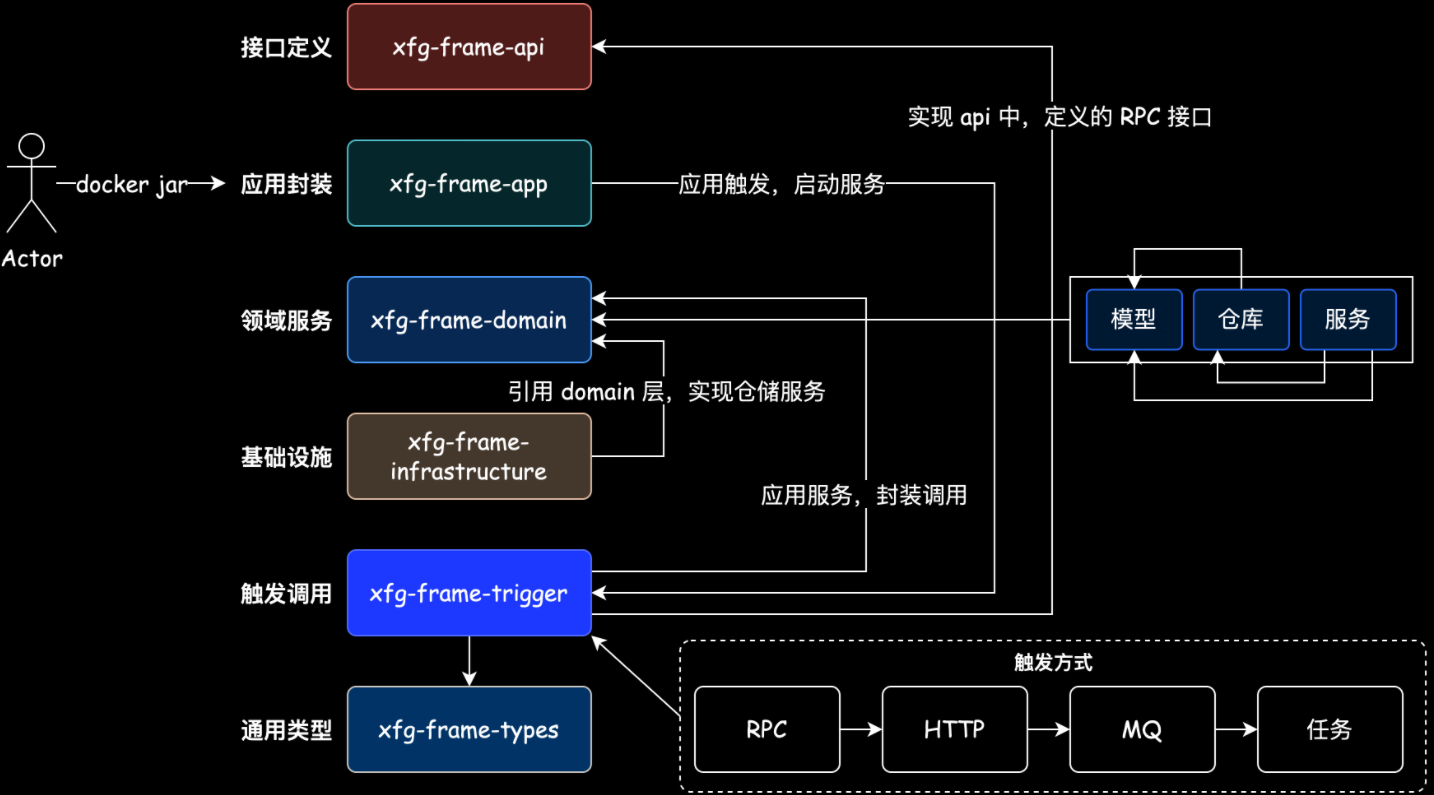 接口定义
xfg-frame-api
实现 api 中，定义的 RPC 接口
Actor
docker jar
应用封装
xfg-frame-app
应用触发，启动服务
领域服务
xfg-frame-domain
模型
仓库
服务
引用 domain 层，实现仓储服务
基础设施
xfg-frame-
infrastructure
应用服务，封装调用
触发调用
xfg-frame-trigger
通用类型
xfg-frame-types
触发方式
RPC
HTTP
MQ
任务